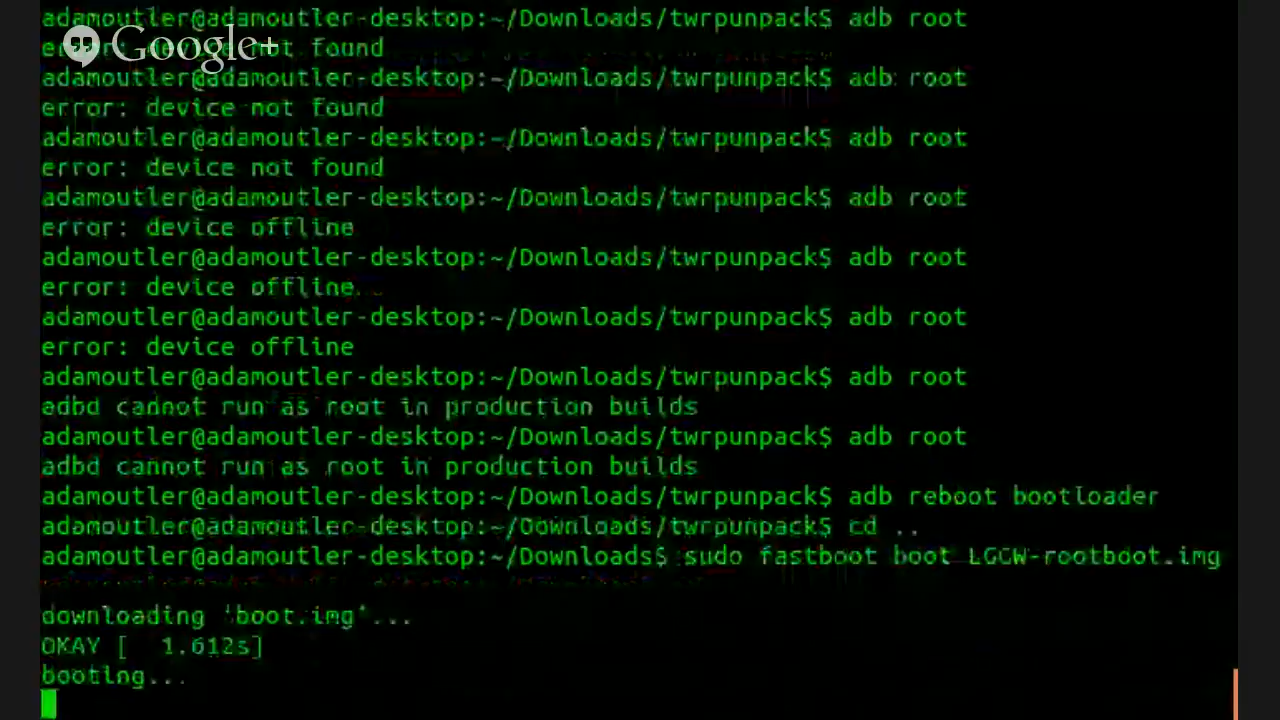 adamoutler@adamoutler-desktop:~/Downloads/twrpunpack$ adb root
Google+
error: device not found
adamoutler@adamoutler-desktop:~/Downloads/twrpunpack$ adb root
error: device not found
adamoutler@adamoutler-desktop:~/Downloads/twrpunpack$ adb root
error: device not found
adamoutler@adamoutler-desktop:~/Downloads/twrpunpack$ adb root
error: device offline
adamoutler@adamoutler-desktop:~/Downloads/twrpunpack$ adb root
error: device offline
adamoutler@adamoutler-desktop:~/Downloads/twrpunpack$ adb root
error: device offline
adamoutler@adamoutler-desktop:~/Downloads/twrpunpack$ adb root
adbd cannot run as root in production builds
adamoutler@adamoutler-desktop:~/Downloads/twrpunpack$ adb root
adbd cannot run as root in production builds
adamoutler@adamoutler-desktop:~/Downloads/twrpunpack$ adb reboot bootloader
adamoutler@adamoutler-desktop:~/Downloads/twrpunpack$ cd ..
adamoutler@adamoutler-desktop:~/Downloads$ sudo fastboot boot LGGW-rootboot.img
downloading 'boot.img'...
OKAY [  1.612s]
booting...